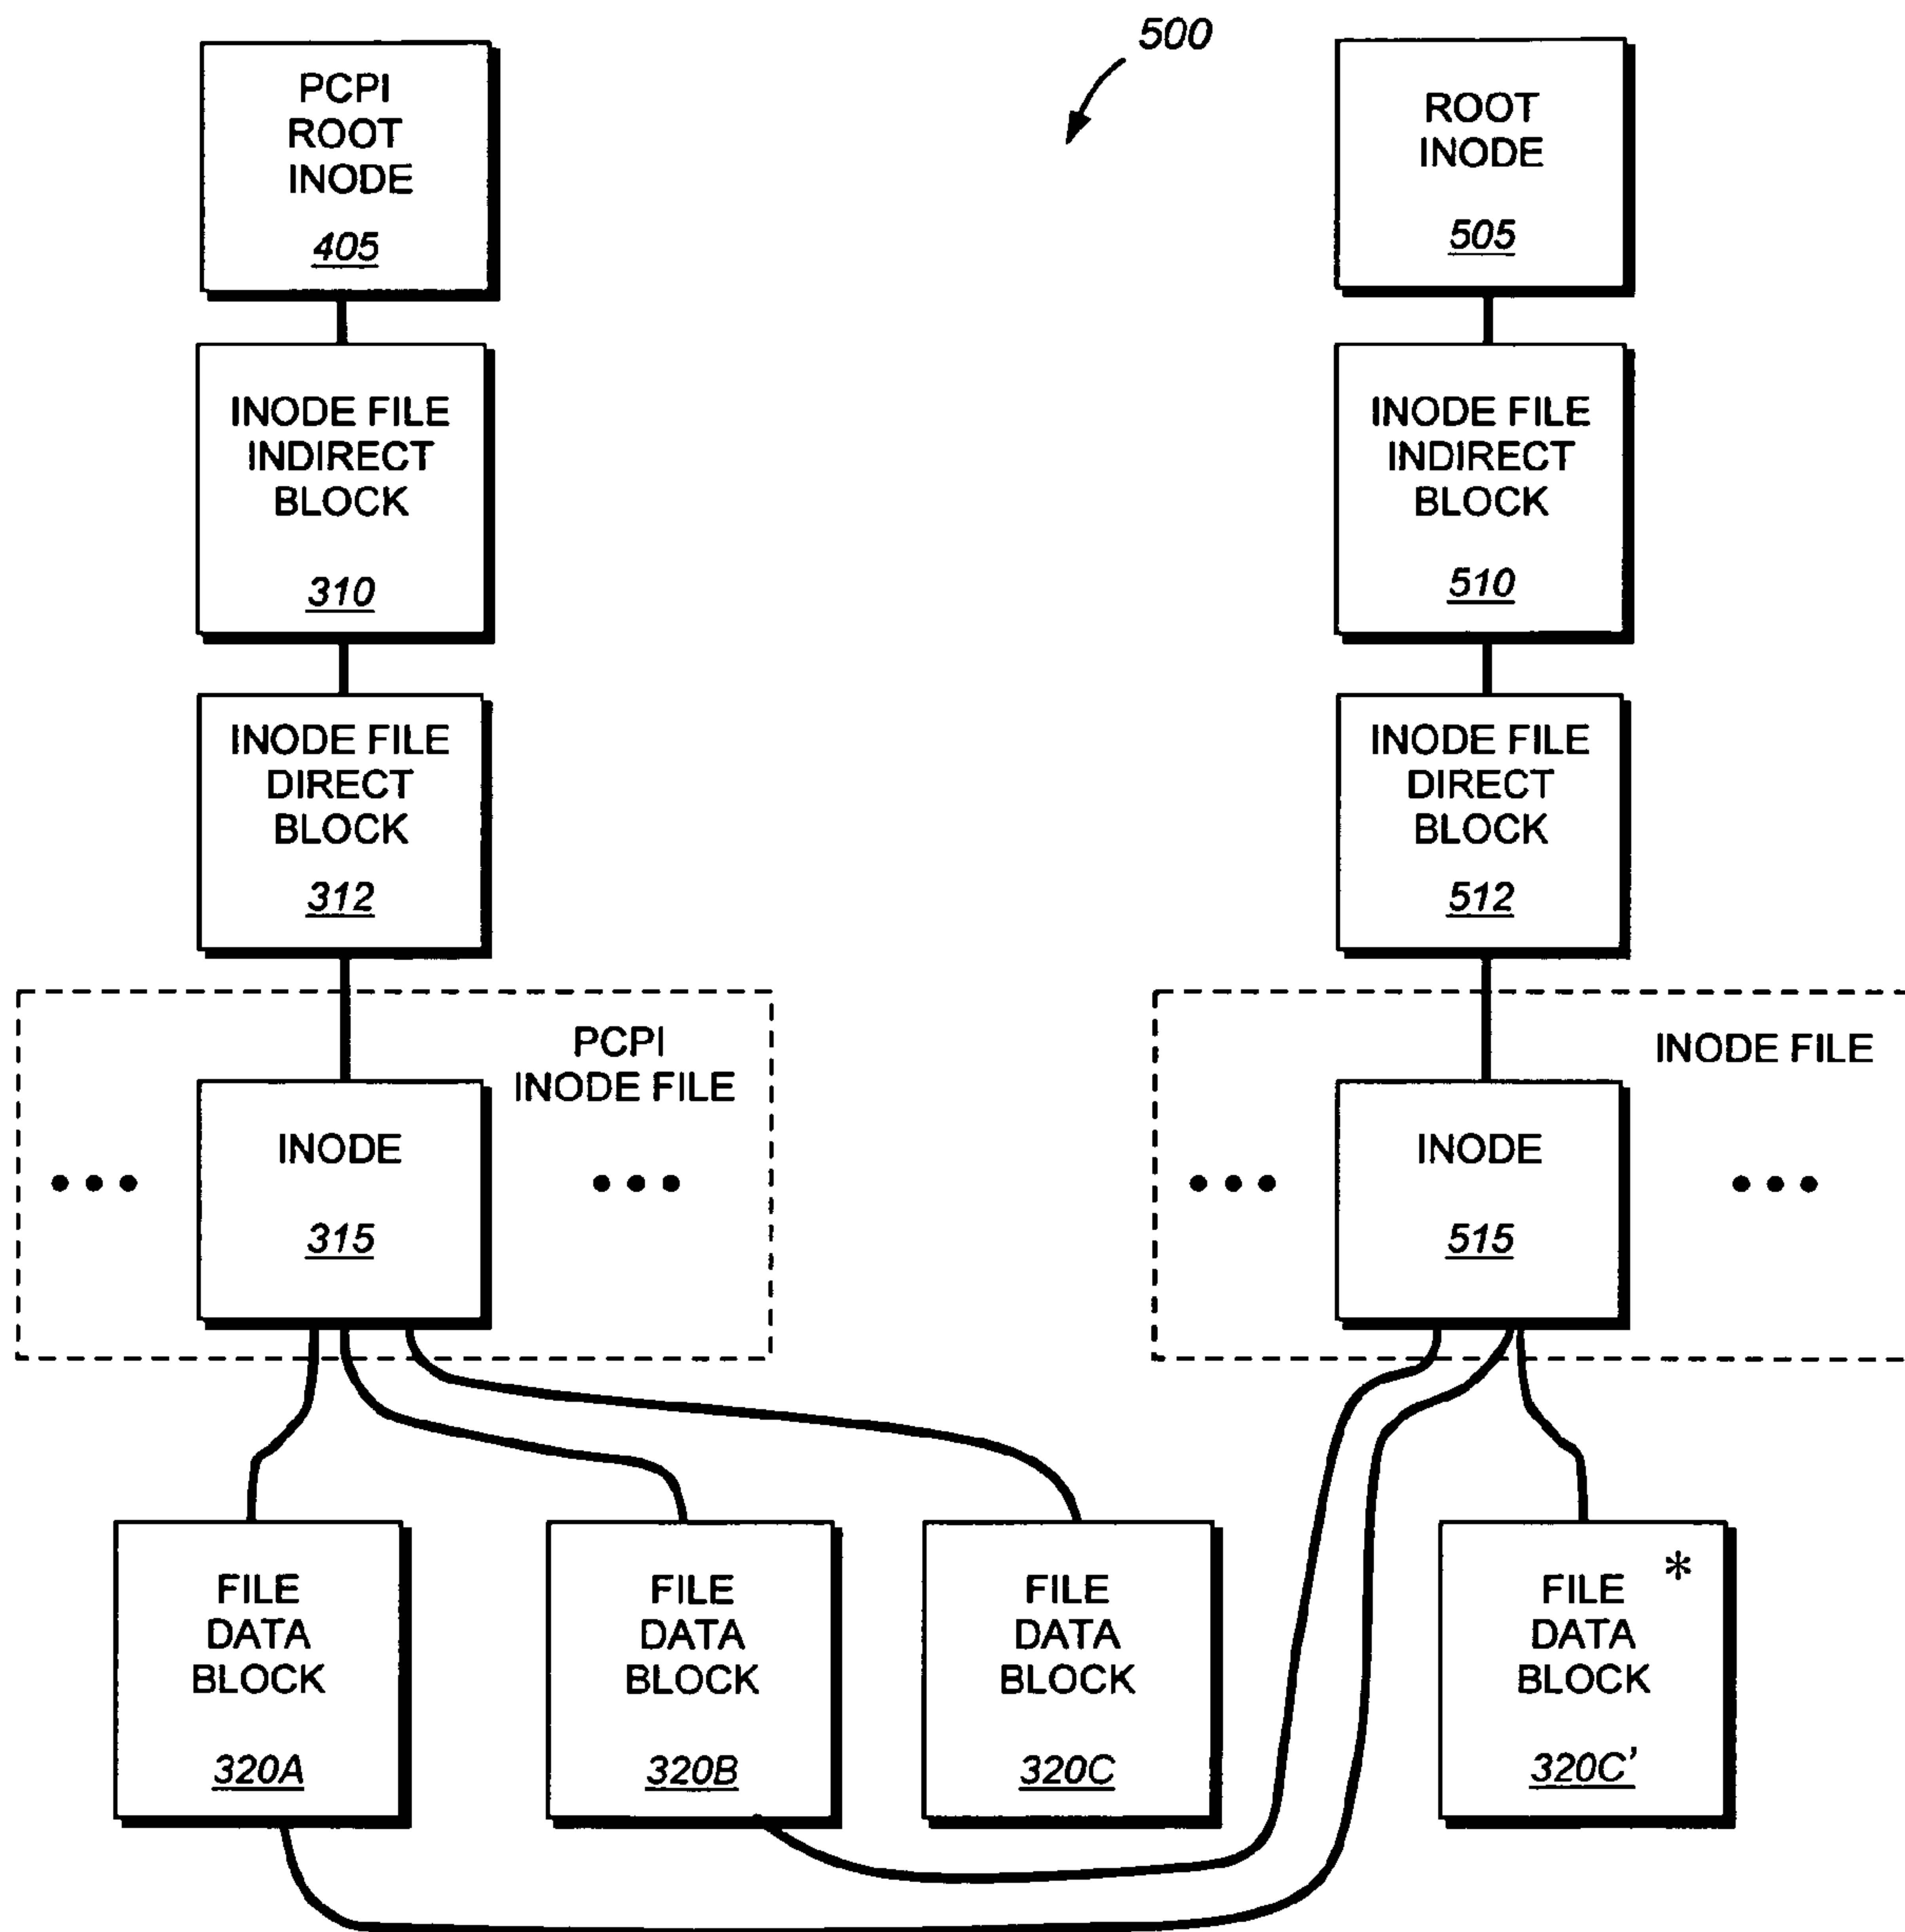 500
PCPI
ROOT
INODE
405
ROOT
INODE
505
INODE FILE
INDIRECT
BLOCK
310
INODE FILE
INDIRECT
BLOCK
510
INODE FILE
DIRECT
BLOCK
312
INODE FILE
DIRECT
BLOCK
512
PCPI
INODE FILE
INODE
315
INODE FILE
INODE
515
FILE
DATA
BLOCK
320A
FILE
DATA
BLOCK
320B
FILE
DATA
BLOCK
320C
FILE *
DATA
BLOCK
320C'